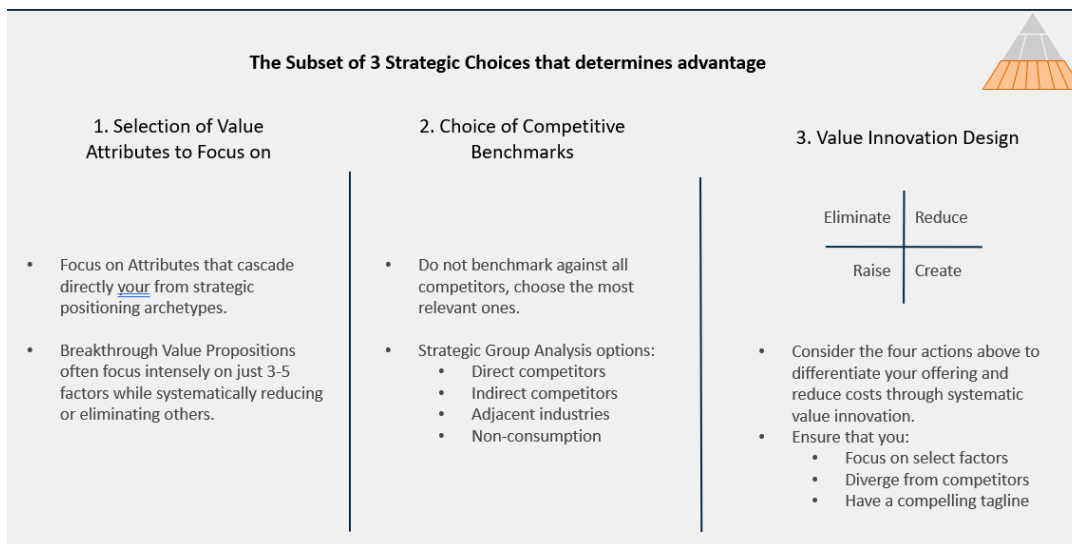 The Subset of 3 Strategic Choices that determines advantage
1. Selection of Value
Attributes to Focus on
• Focus on Attributes that cascade
directly your from strategic
positioning archetypes.
• Breakthrough Value Propositions
often focus intensely on just 3-5
factors while systematically reducing
or eliminating others.
2. Choice of Competitive
Benchmarks
• Do not benchmark against all
competitors, choose the most
relevant ones.
• Strategic Group Analysis options:
• Direct competitors
• Indirect competitors
• Adjacent industries
• Non-consumption
3. Value Innovation Design
Eliminate Reduce
Raise Create
• Consider the four actions above to
differentiate your offering and
reduce costs through systematic
value innovation.
• Ensure that you:
• Focus on select factors
• Diverge from competitors
• Have a compelling tagline